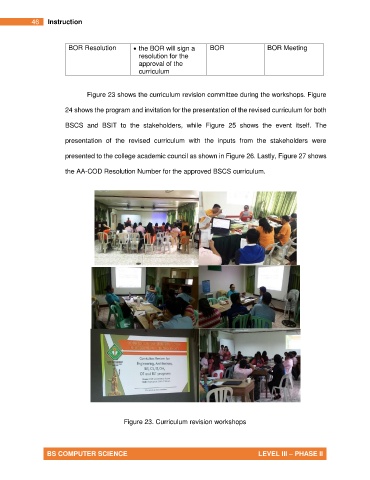 46 Instruction
BOR Resolution • the BOR will sign a BOR BOR Meeting
resolution for the
approval of the
curriculum
Figure 23 shows the curriculum revision committee during the workshops. Figure
24 shows the program and invitation for the presentation of the revised curriculum for both
BSCS and BSIT to the stakeholders, while Figure 25 shows the event itself. The
presentation of the revised curriculum with the inputs from the stakeholders were
presented to the college academic council as shown in Figure 26. Lastly, Figure 27 shows
the AA-COD Resolution Number for the approved BSCS curriculum.
Curriculum Review for
Engineering, Architecture,
Figure 23. Curriculum revision workshops
BS COMPUTER SCIENCE LEVEL III – PHASE II